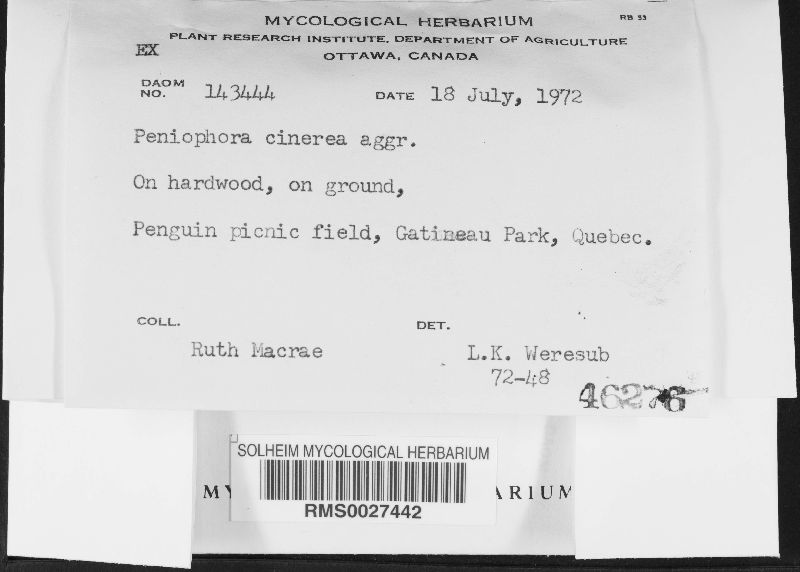 MYCOLOGICAL HERBARIUM
RB 53
PLANT RESEARCH INSTITUTE, DEPARTMENT OF AGRICULTURE
EX
OTTAWA, CANADA
DAOM NO. 143444 DATE 18 July, 1972
Peniophora cinerea aggr.
On hardwood, on ground,
Penguin picnic field, Gatineau Park, Quebec.
COLL. DET.
Ruth Macrae L.K. Weresub
72-48
46276
SOLHEIM MYCOLOGICAL HERBARIUM
MY ARIUM
RMS0027442